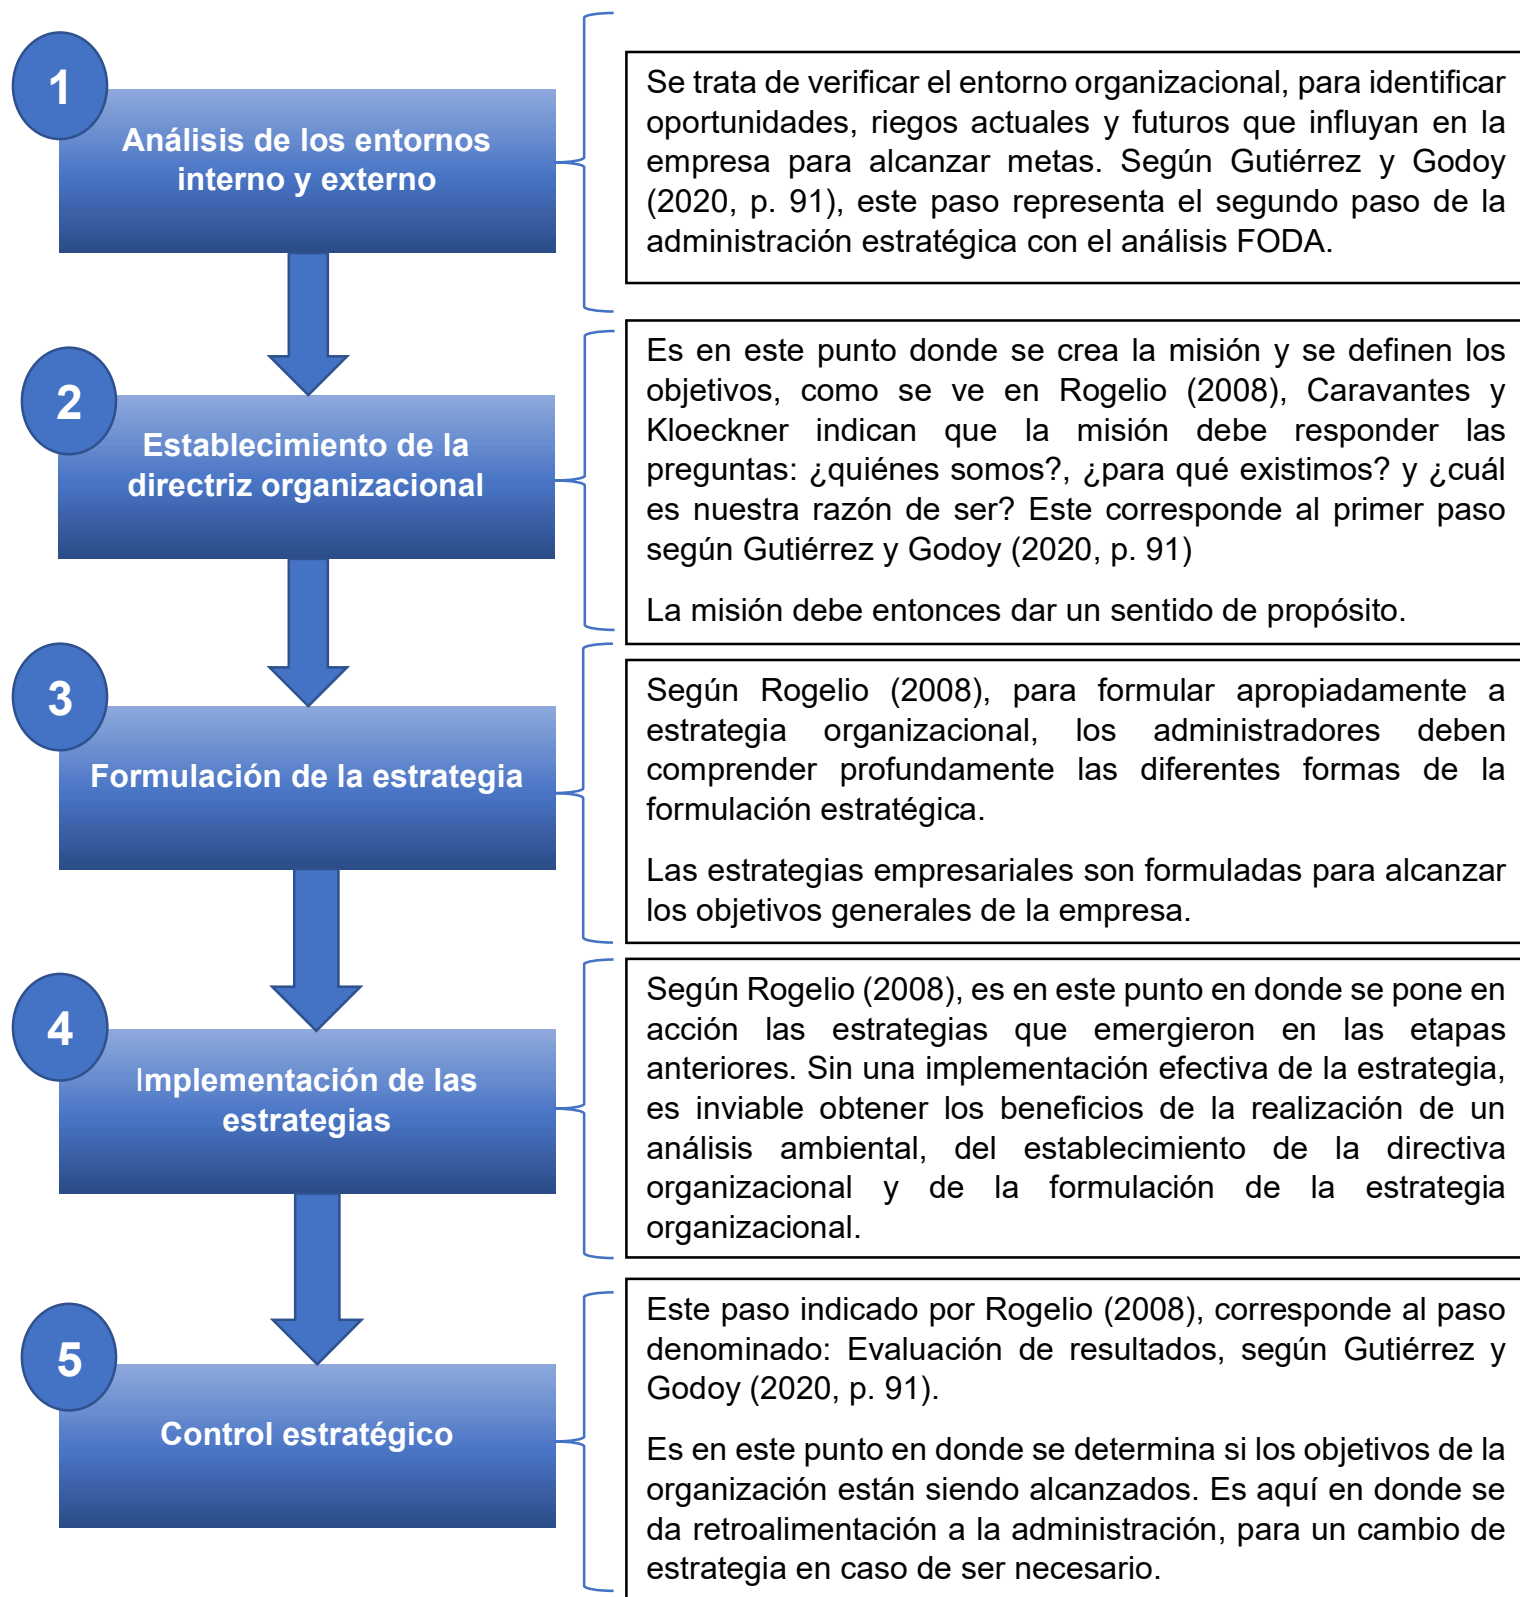 1
Análisis de los entornos
interno y externo
Se trata de verificar el entorno organizacional, para identificar
oportunidades, riegos actuales y futuros que influyan en la
empresa para alcanzar metas. Según Gutiérrez y Godoy
(2020, p. 91), este paso representa el segundo paso de la
administración estratégica con el análisis FODA.
2
Establecimiento de la
directriz organizacional
Es en este punto donde se crea la misión y se definen los
objetivos, como se ve en Rogelio (2008), Caravantes y
Kloeckner indican que la misión debe responder las
preguntas: ¿quiénes somos?, ¿para qué existimos? y ¿cuál
es nuestra razón de ser? Este corresponde al primer paso
según Gutiérrez y Godoy (2020, p. 91)
La misión debe entonces dar un sentido de propósito.
3
Formulación de la estrategia
Según Rogelio (2008), para formular apropiadamente a
estrategia organizacional, los administradores deben
comprender profundamente las diferentes formas de la
formulación estratégica.
Las estrategias empresariales son formuladas para alcanzar
los objetivos generales de la empresa.
4
Implementación de las
estrategias
Según Rogelio (2008), es en este punto en donde se pone en
acción las estrategias que emergieron en las etapas
anteriores. Sin una implementación efectiva de la estrategia,
es inviable obtener los beneficios de la realización de un
análisis ambiental, del establecimiento de la directiva
organizacional y de la formulación de la estrategia
organizacional.
5
Control estratégico
Este paso indicado por Rogelio (2008), corresponde al paso
denominado: Evaluación de resultados, según Gutiérrez y
Godoy (2020, p. 91).
Es en este punto en donde se determina si los objetivos de la
organización están siendo alcanzados. Es aquí en donde se
da retroalimentación a la administración, para un cambio de
estrategia en caso de ser necesario.